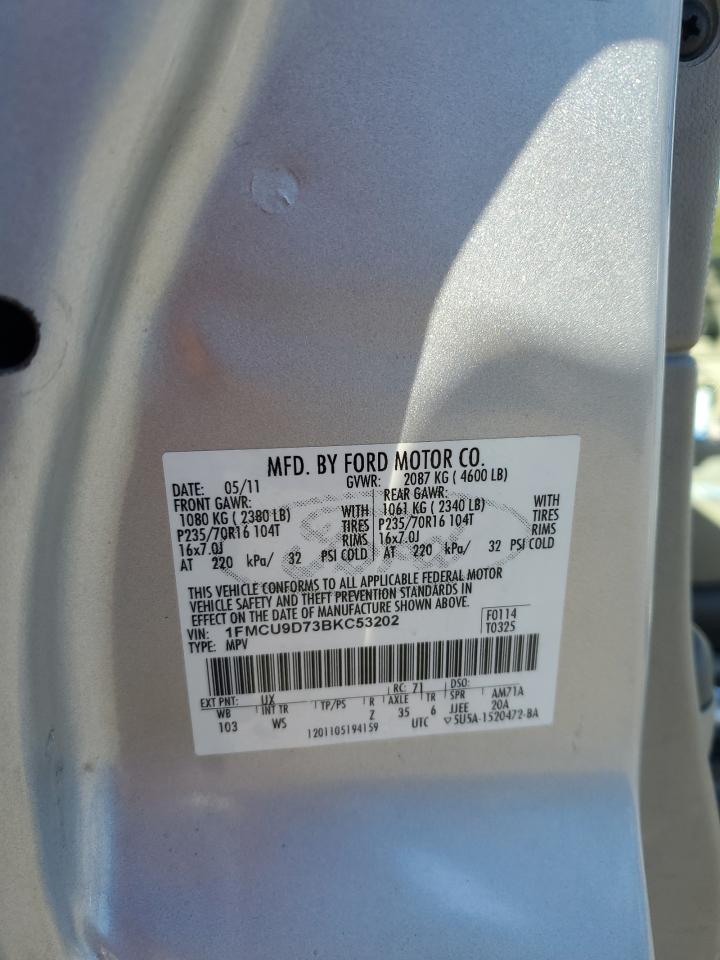 MFD. BY FORD MOTOR CO.
DATE: 05/11 GVWR: 2087 KG ( 4600 LB)
FRONT GAWR: REAR GAWR:
1080 KG ( 2380 LB) WITH 1061 KG ( 2340 LB) WITH
P235/70R16 104T TIRES P235/70R16 104T TIRES
16x7.0J RIMS 16x7.0J RIMS
AT 220 kPa/ 32 PSI COLD AT 220 kPa/ 32 PSI COLD
THIS VEHICLE CONFORMS TO ALL APPLICABLE FEDERAL MOTOR
VEHICLE SAFETY AND THEFT PREVENTION STANDARDS IN
EFFECT ON THE DATE OF MANUFACTURE SHOWN ABOVE.
VIN: 1FMCU9D73BKC53202 F0114
TYPE: MPV T0325
EXT PNT: UX RC: 71 DSO:
WB INT TR TP/PS R AXLE TR SPR AM71A
103 WS Z 35 6 JJEE 20A
1201105194159 UTC ▽5U5A-1520472-BA